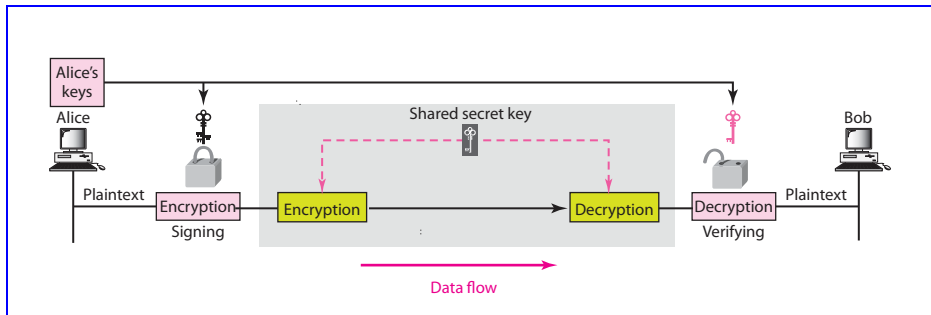 Alice's
keys
Alice
Shared secret key
Bob
Plaintext
Encryption
Encryption
Decryption
Decryption
Plaintext
Signing
Verifying
Data flow